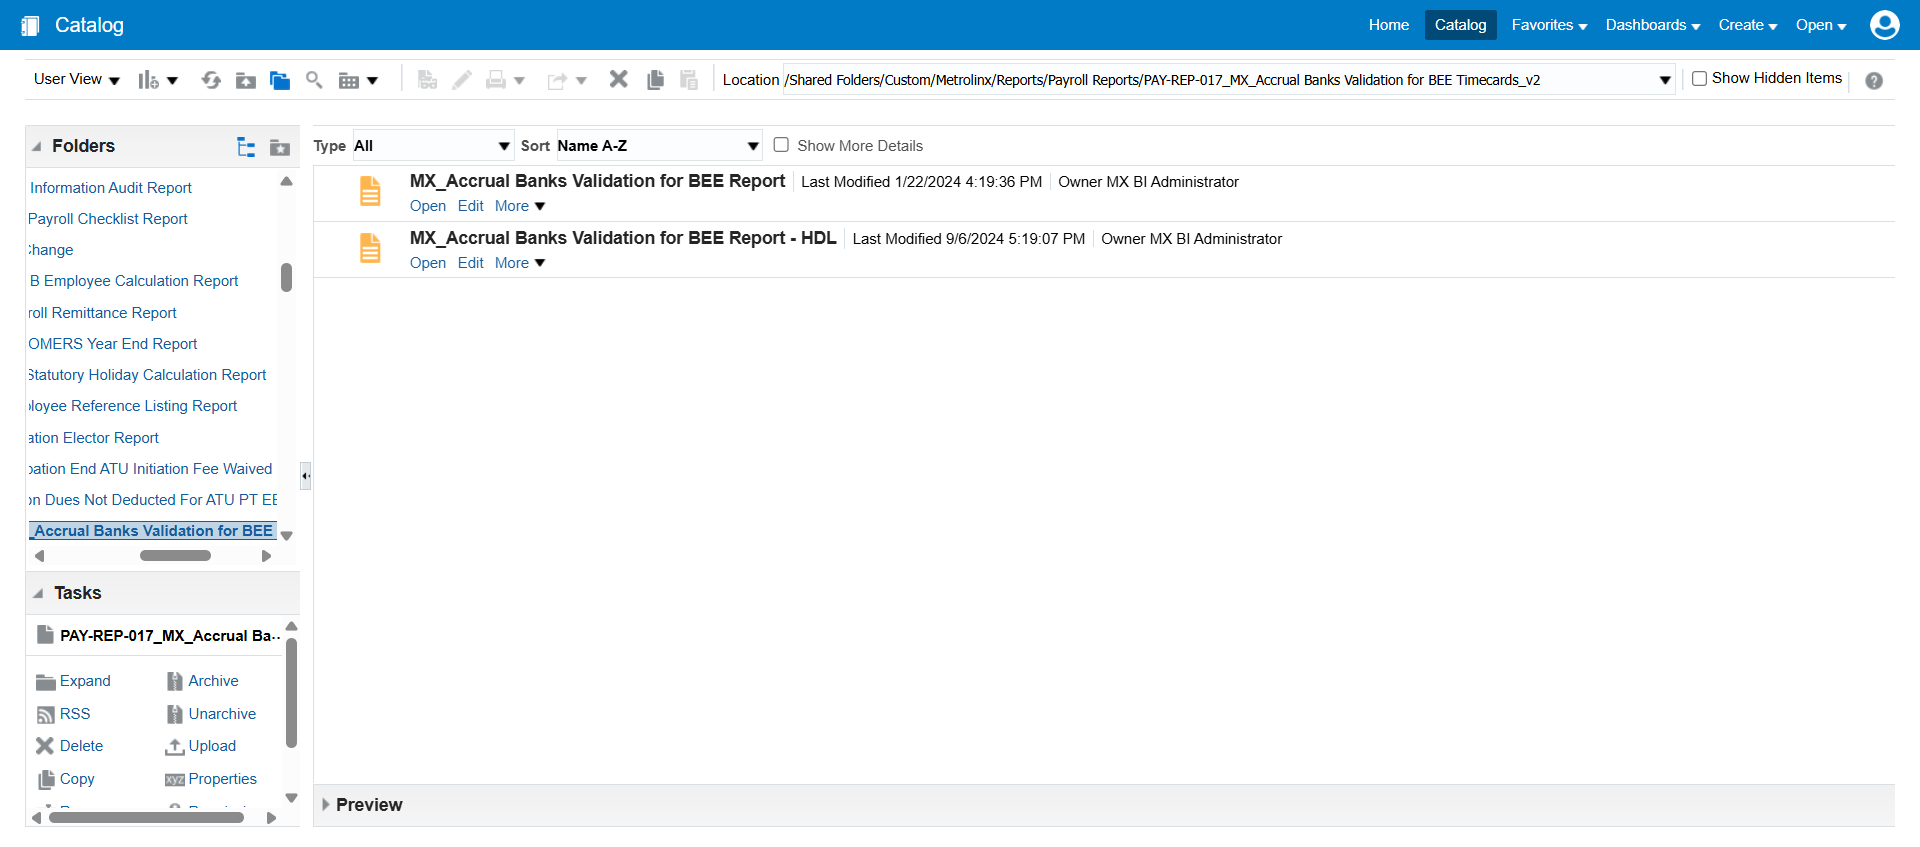 Catalog
Home Catalog Favorites Dashboards Create Open
User View
Location /Shared Folders/Custom/Metrolinx/Reports/Payroll Reports/PAY-REP-017_MX_Accrual Banks Validation for BEE Timecards_v2
Show Hidden Items
Folders
Information Audit Report
Payroll Checklist Report
Change
B Employee Calculation Report
roll Remittance Report
OMERS Year End Report
Statutory Holiday Calculation Report
loyee Reference Listing Report
ation Elector Report
bation End ATU Initiation Fee Waived
on Dues Not Deducted For ATU PT EE
_Accrual Banks Validation for BEE
Tasks
PAY-REP-017_MX_Accrual Ba..
Expand Archive
RSS Unarchive
Delete Upload
Copy xyz Properties
Type All Sort Name A-Z Show More Details
MX_Accrual Banks Validation for BEE Report Last Modified 1/22/2024 4:19:36 PM Owner MX BI Administrator
Open Edit More
MX_Accrual Banks Validation for BEE Report - HDL Last Modified 9/6/2024 5:19:07 PM Owner MX BI Administrator
Open Edit More
Preview